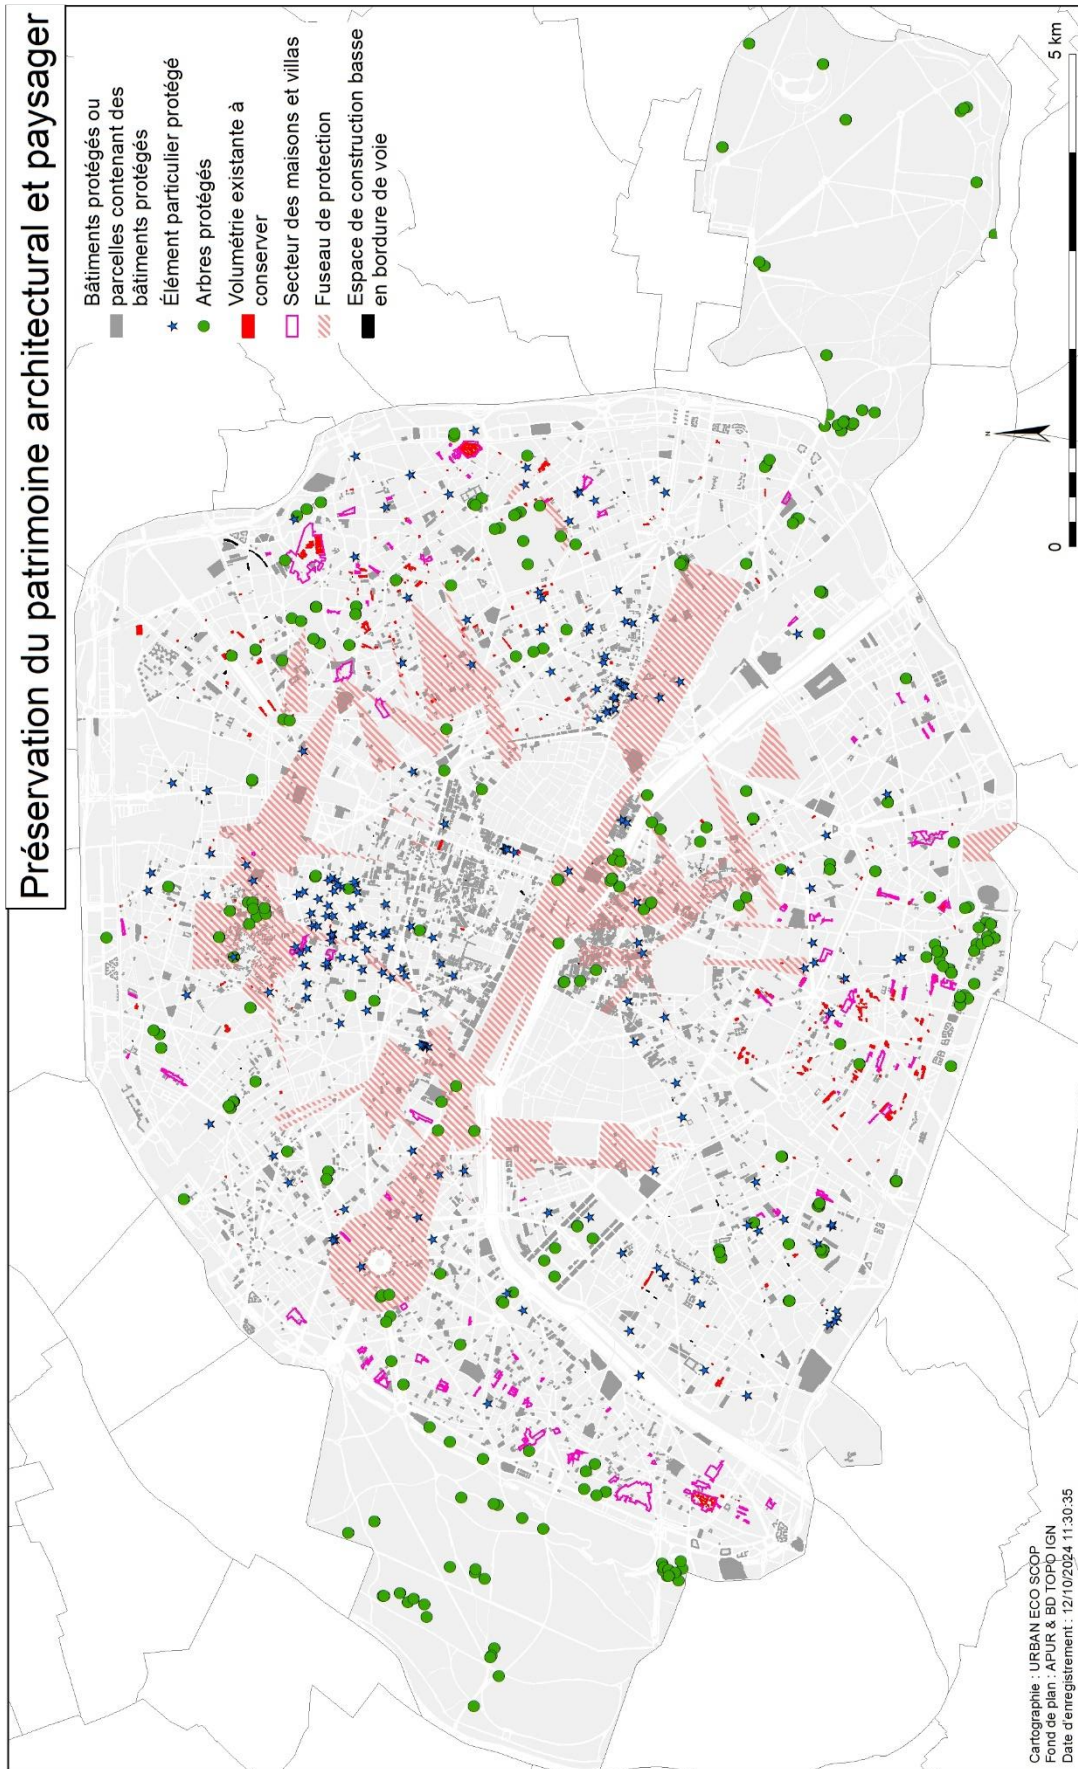 Préservation du patrimoine architectural et paysager
Bâtiments protégés ou
parcelles contenant des
bâtiments protégés
Élément particulier protégé
Arbres protégés
Volumétrie existante à
conserver
Secteur des maisons et villas
Fuseau de protection
Espace de construction basse
en bordure de voie
N
0
5 km
Cartographie : URBAN ECO SCOP
Fond de plan : APUR & BD TOPO IGN
Date d'enregistrement : 12/10/2024 11:30:35